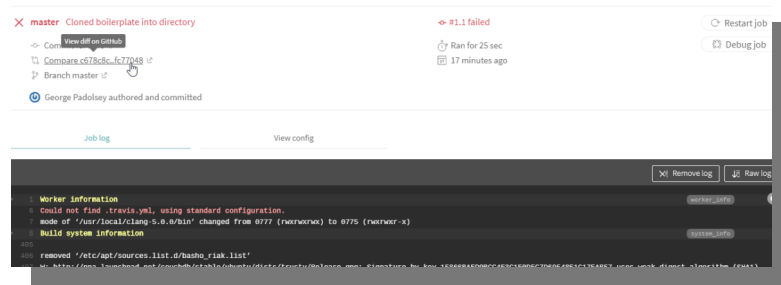 master Cloned boilerplate into directory
#1.1 failed
Restart job
View diff on GitHub
Ran for 25 sec
Debug job
Compare c678c8c..fc77048
17 minutes ago
Branch master
George Padolsey authored and committed
Job log
View config
Remove log
Raw log
1 Worker information
worker_info
6 Could not find .travis.yml, using standard configuration.
7 mode of ‘/usr/local/clang-5.0.0/bin’ changed from 0777 (rwxrwxrwx) to 0775 (rwxrwxr-x)
8 Build system information
system_info
405
406 removed ‘/etc/apt/sources.list.d/basho_riak.list’